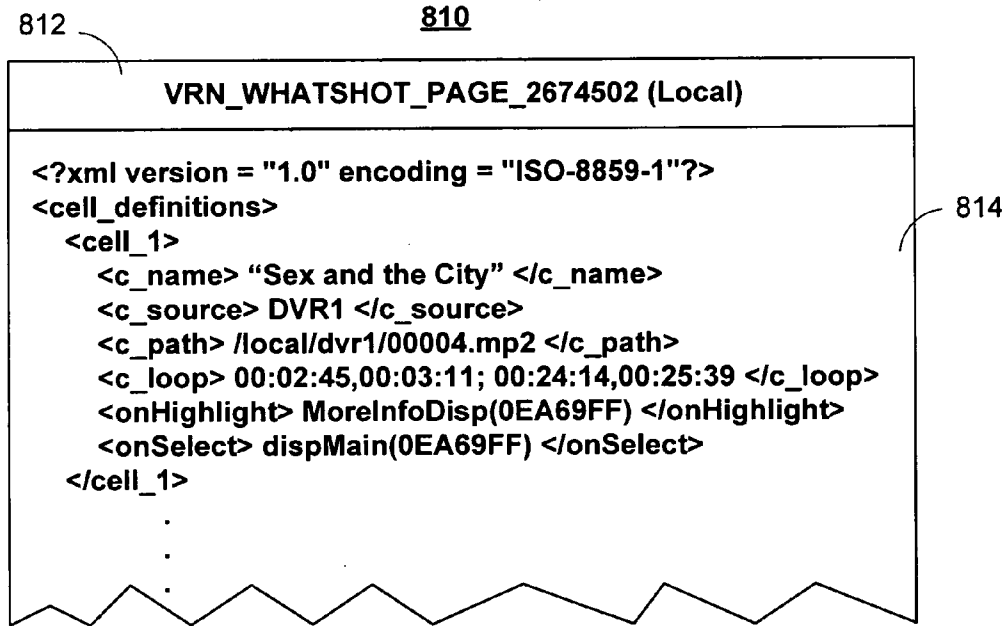 810
812
VRN_WHATSHOT_PAGE_2674502 (Local)
<?xml version = "1.0" encoding = "ISO-8859-1"?>
<cell_definitions>
<cell_1>
<c_name> “Sex and the City” </c_name>
<c_source> DVR1 </c_source>
<c_path> /local/dvr1/00004.mp2 </c_path>
<c_loop> 00:02:45,00:03:11; 00:24:14,00:25:39 </c_loop>
<onHighlight> MoreInfoDisp(0EA69FF) </onHighlight>
<onSelect> dispMain(0EA69FF) </onSelect>
</cell_1>
.
.
.
814